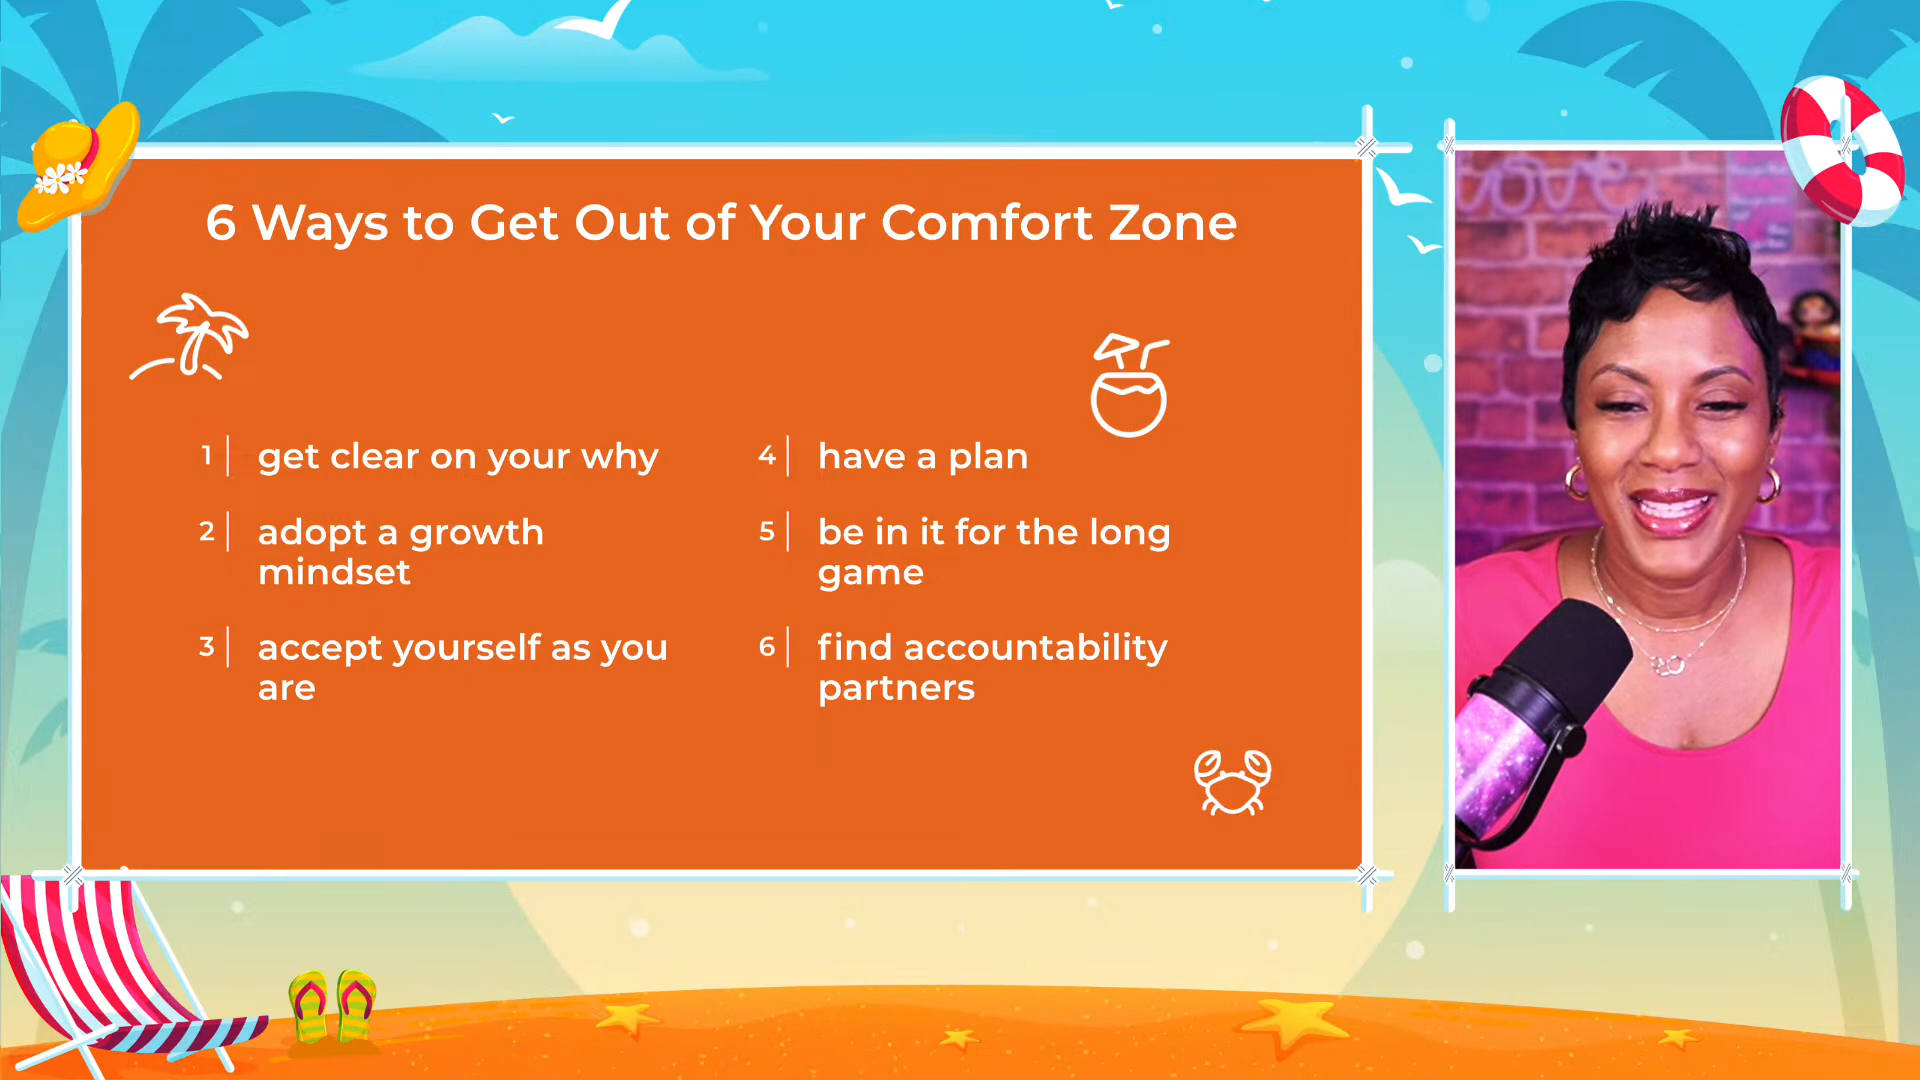 6 Ways to Get Out of Your Comfort Zone
1 get clear on your why
2 adopt a growth
mindset
3 accept yourself as you
are
4 have a plan
5 be in it for the long
game
6 find accountability
partners
love